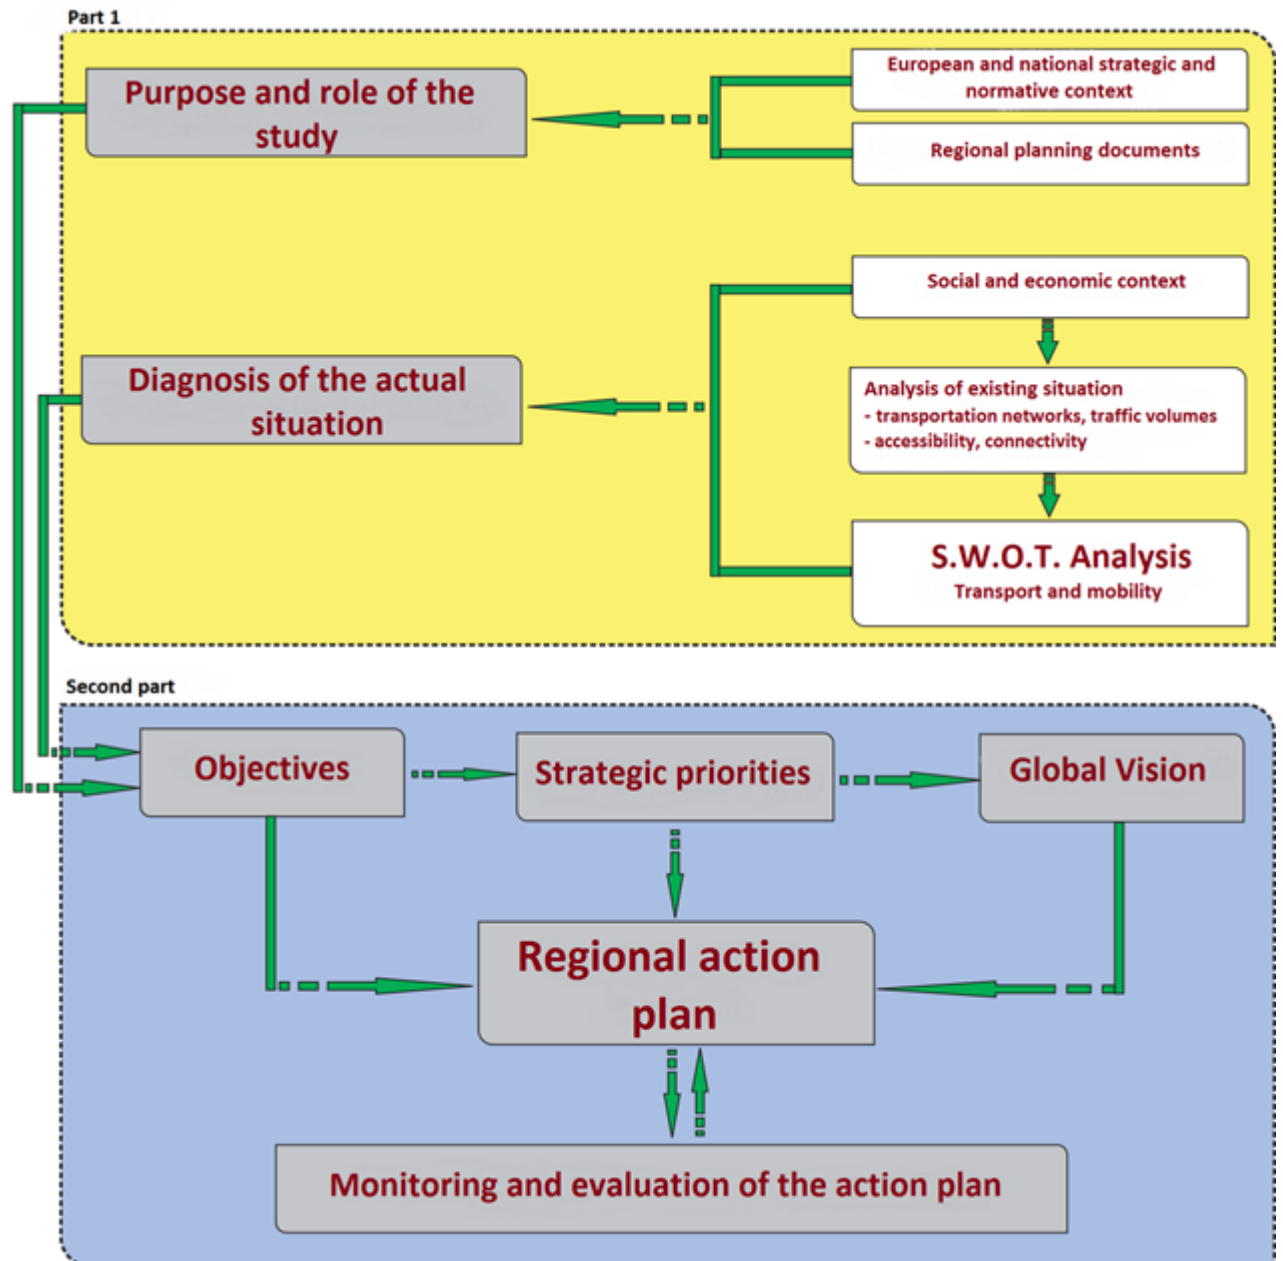 Part 1
Purpose and role of the
study
European and national strategic and
normative context
Regional planning documents
Social and economic context
Diagnosis of the actual
situation
Analysis of existing situation
- transportation networks, traffic volumes
- accessibility, connectivity
S.W.O.T. Analysis
Transport and mobility
Second part
Objectives
Strategic priorities
Global Vision
Regional action
plan
Monitoring and evaluation of the action plan